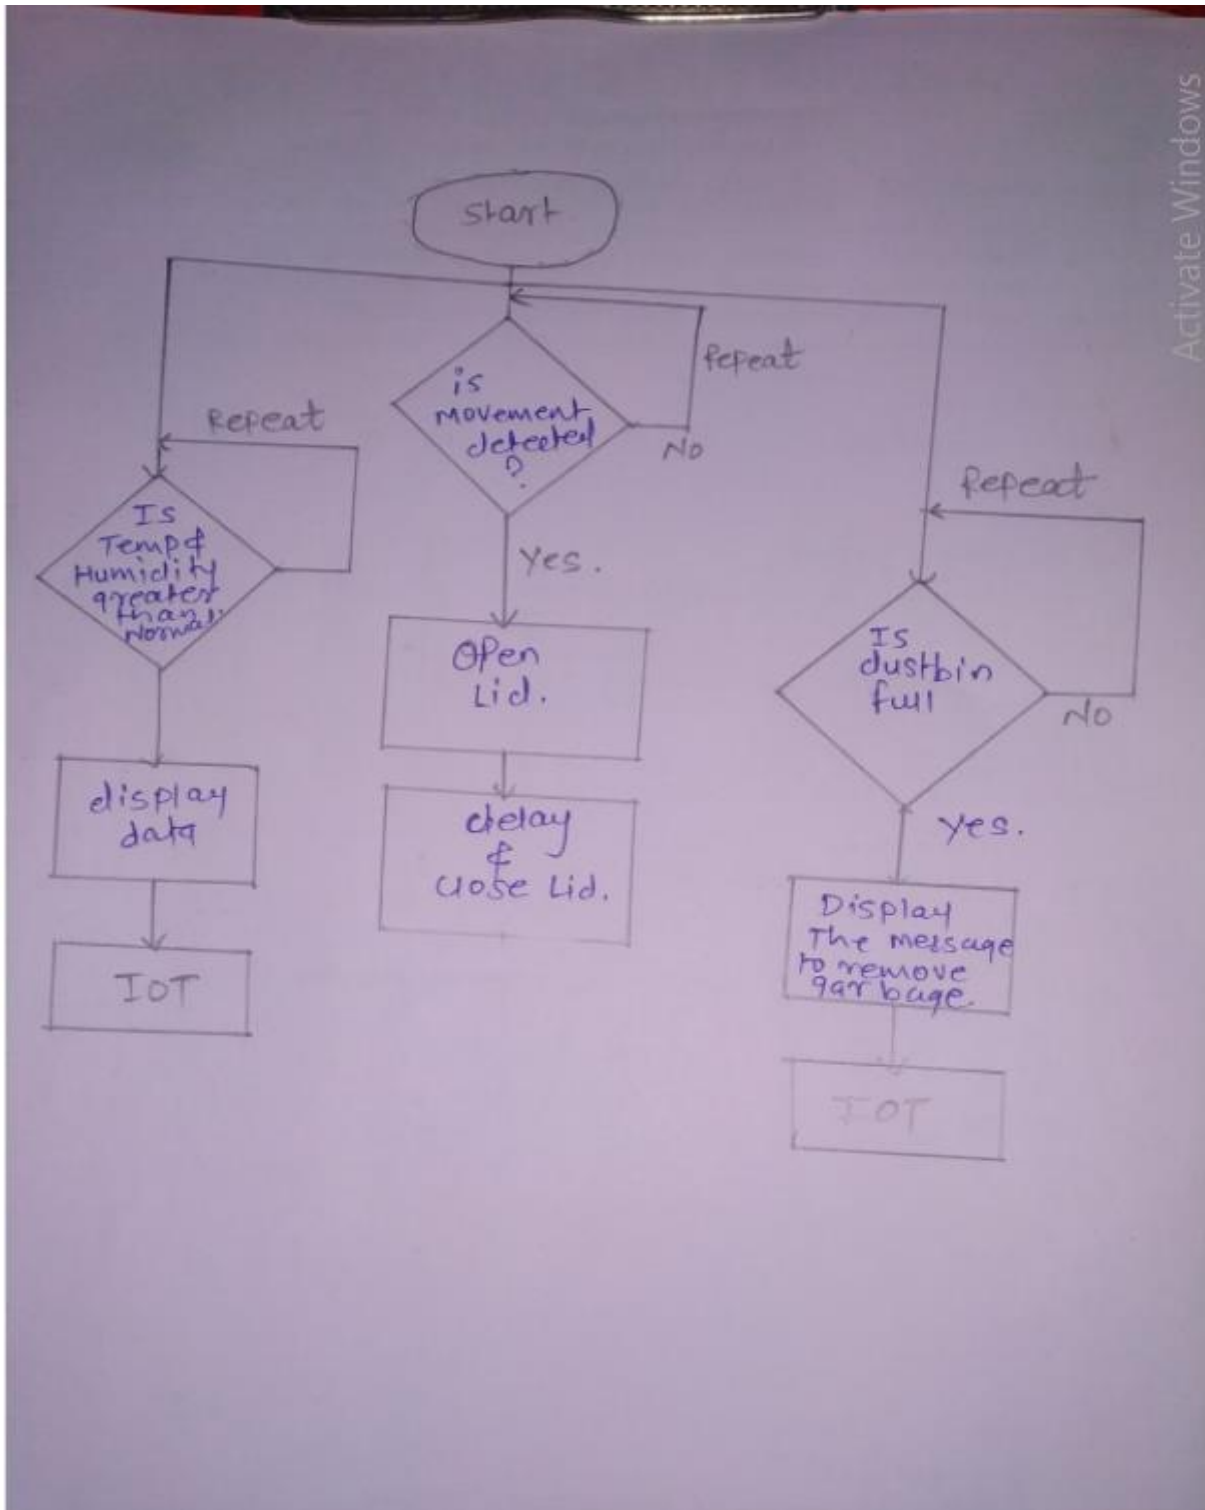 Start
Repeat
is
movement
detected
?
No
Yes.
Open
Lid.
delay
&
close Lid.
Repeat
Is
Temp &
Humidity
greater
than
Normal.
display
data
IOT
Repeat
Is
dustbin
full
No
Yes.
Display
The message
to remove
garbage.
IOT
Activate Windows